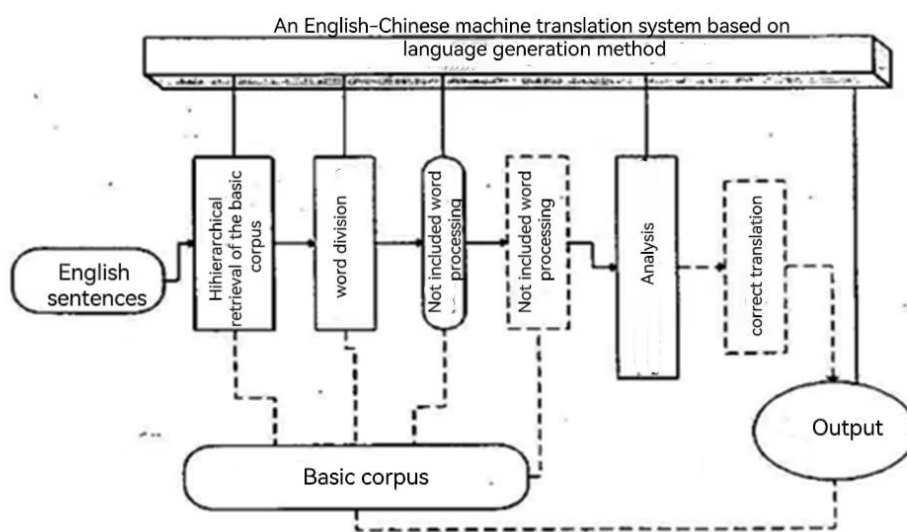 An English-Chinese machine translation system based on
language generation method
English
sentences
Hihierarchical
retrieval of the basic
corpus
word division
Not included word
processing
Not included word
processing
Analysis
correct translation
Output
Basic corpus